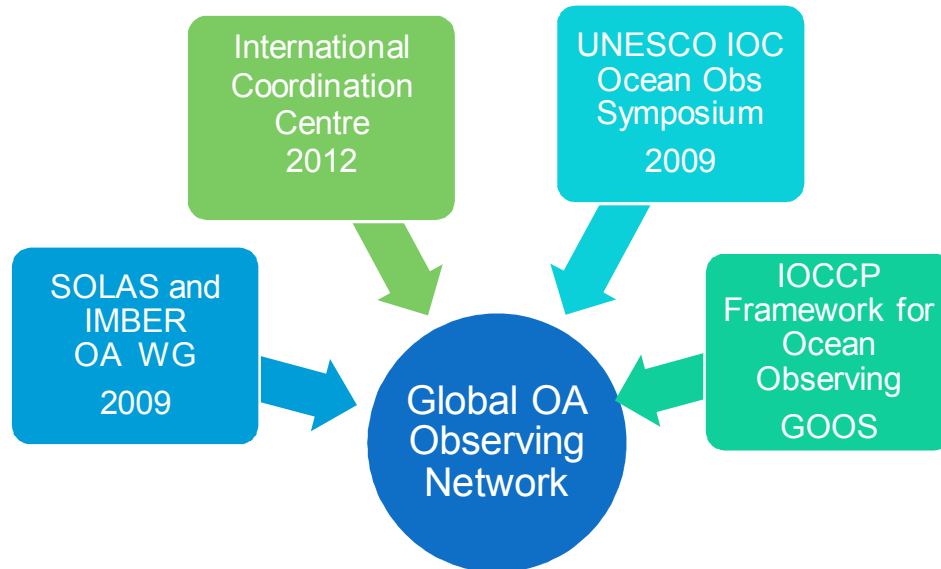 International
Coordination
Centre
2012
UNESCO IOC
Ocean Obs
Symposium
2009
SOLAS and
IMBER
OA WG
2009
IOCCP
Framework for
Ocean
Observing
GOOS
Global OA
Observing
Network